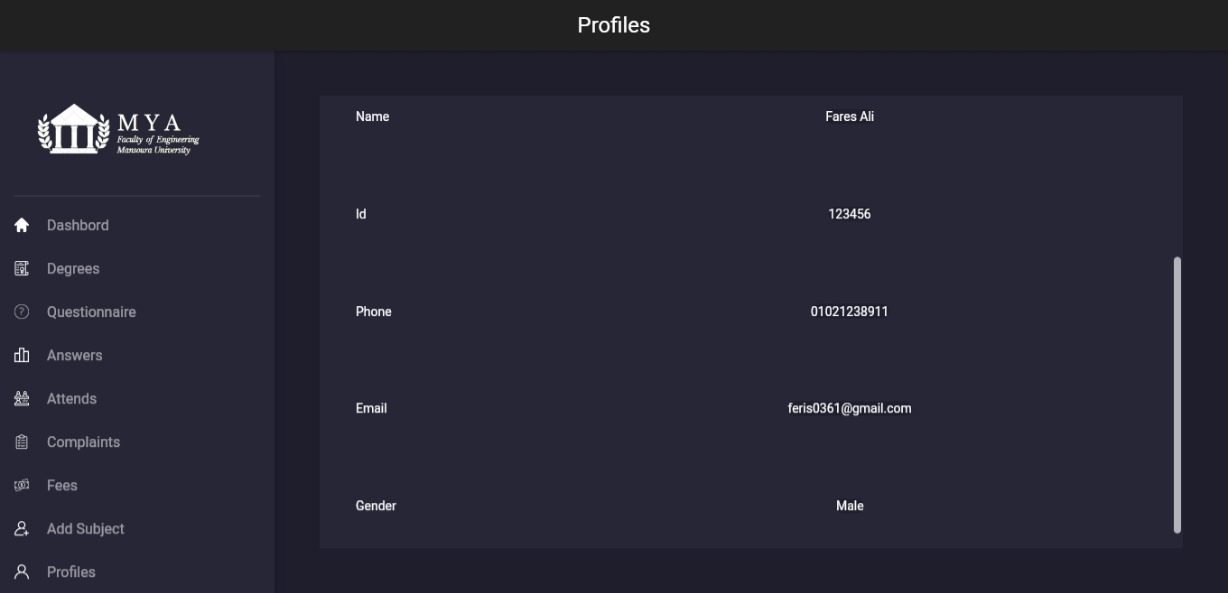 Profiles
MYA
Faculty of Engineering
Mansoura University
Dashbord
Degrees
Questionnaire
Answers
Attends
Complaints
Fees
Add Subject
Profiles
Name Fares Ali
Id 123456
Phone 01021238911
Email feris0361@gmail.com
Gender Male